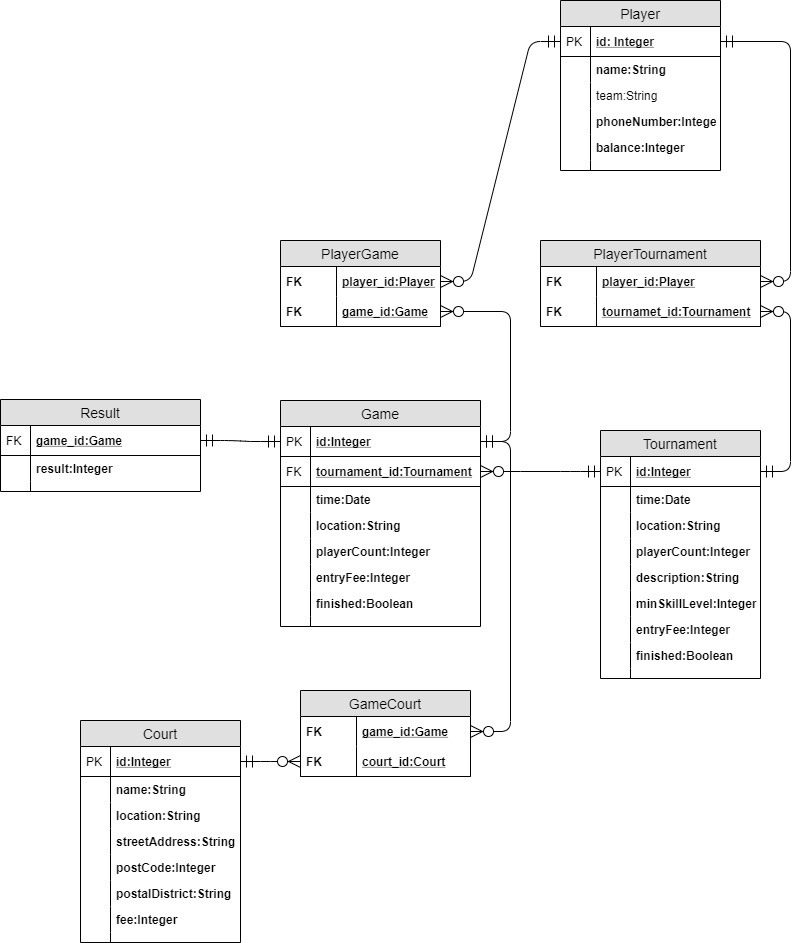 Player
PK id: Integer
name:String
team:String
phoneNumber:Intege
balance:Integer
PlayerGame
FK player_id:Player
FK game_id:Game
PlayerTournament
FK player_id:Player
FK tournamet_id:Tournament
Result
FK game_id:Game
result:Integer
Game
PK id:Integer
FK tournament_id:Tournament
time:Date
location:String
playerCount:Integer
entryFee:Integer
finished:Boolean
Tournament
PK id:Integer
time:Date
location:String
playerCount:Integer
description:String
minSkillLevel:Integer
entryFee:Integer
finished:Boolean
GameCourt
FK game_id:Game
FK court_id:Court
Court
PK id:Integer
name:String
location:String
streetAddress:String
postCode:Integer
postalDistrict:String
fee:Integer